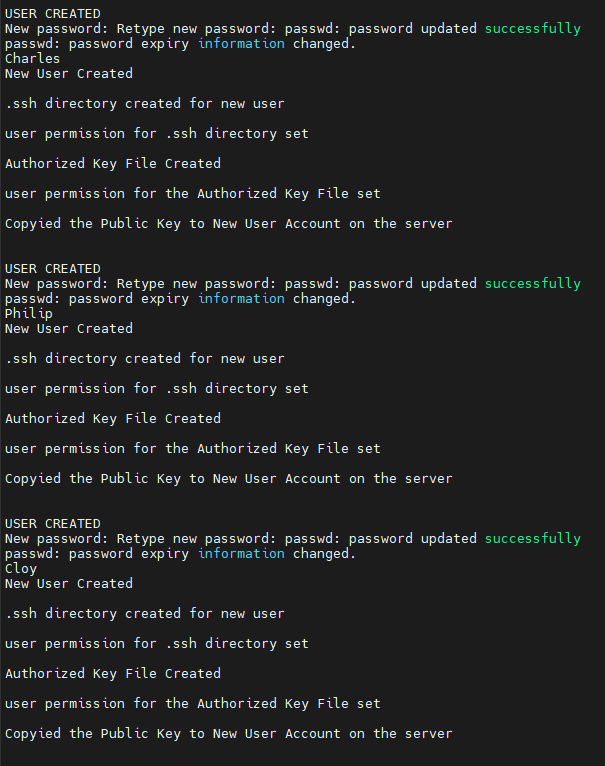 USER CREATED
New password: Retype new password: passwd: password updated successfully
passwd: password expiry information changed.
Charles
New User Created
.ssh directory created for new user
user permission for .ssh directory set
Authorized Key File Created
user permission for the Authorized Key File set
Copyied the Public Key to New User Account on the server
USER CREATED
New password: Retype new password: passwd: password updated successfully
passwd: password expiry information changed.
Philip
New User Created
.ssh directory created for new user
user permission for .ssh directory set
Authorized Key File Created
user permission for the Authorized Key File set
Copyied the Public Key to New User Account on the server
USER CREATED
New password: Retype new password: passwd: password updated successfully
passwd: password expiry information changed.
Cloy
New User Created
.ssh directory created for new user
user permission for .ssh directory set
Authorized Key File Created
user permission for the Authorized Key File set
Copyied the Public Key to New User Account on the server